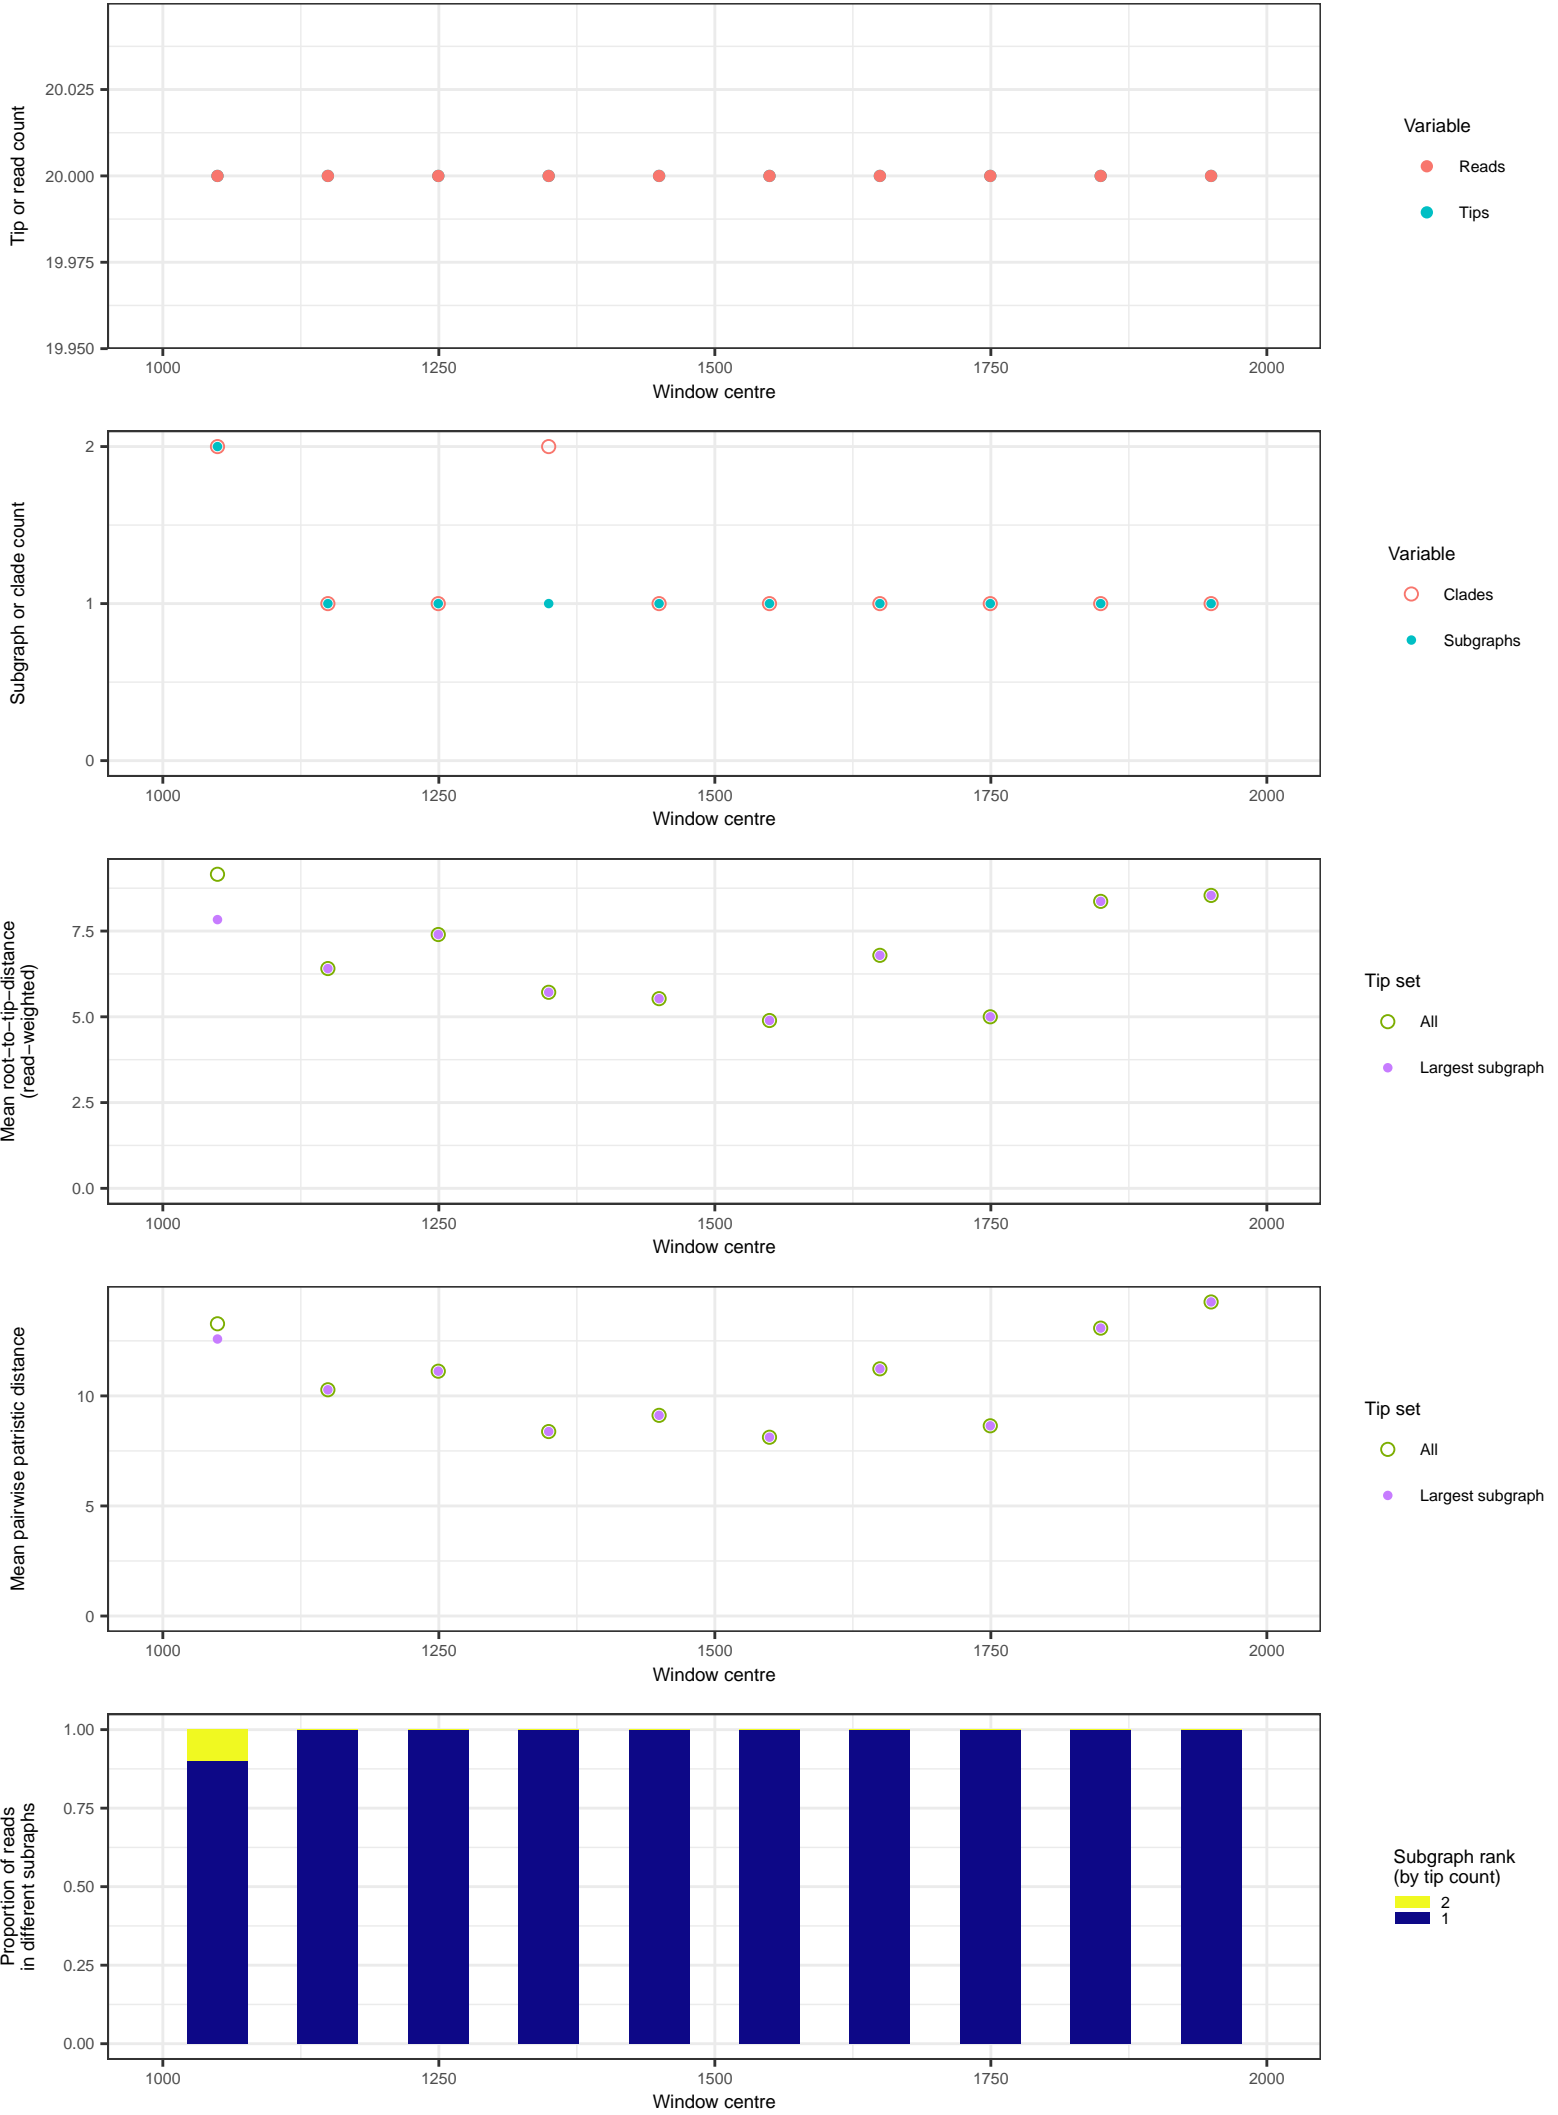 Tip or read count
20.025
20.000
19.975
19.950
1000 1250 1500 1750 2000
Window centre
Variable
Reads
Tips
Subgraph or clade count
2
1
0
1000 1250 1500 1750 2000
Window centre
Variable
Clades
Subgraphs
Mean root−to−tip−distance
(read−weighted)
7.5
5.0
2.5
0.0
1000 1250 1500 1750 2000
Window centre
Tip set
All
Largest subgraph
Mean pairwise patristic distance
10
5
0
1000 1250 1500 1750 2000
Window centre
Tip set
All
Largest subgraph
Proportion of reads
in different subraphs
1.00
0.75
0.50
0.25
0.00
1000 1250 1500 1750 2000
Window centre
Subgraph rank
(by tip count)
2
1